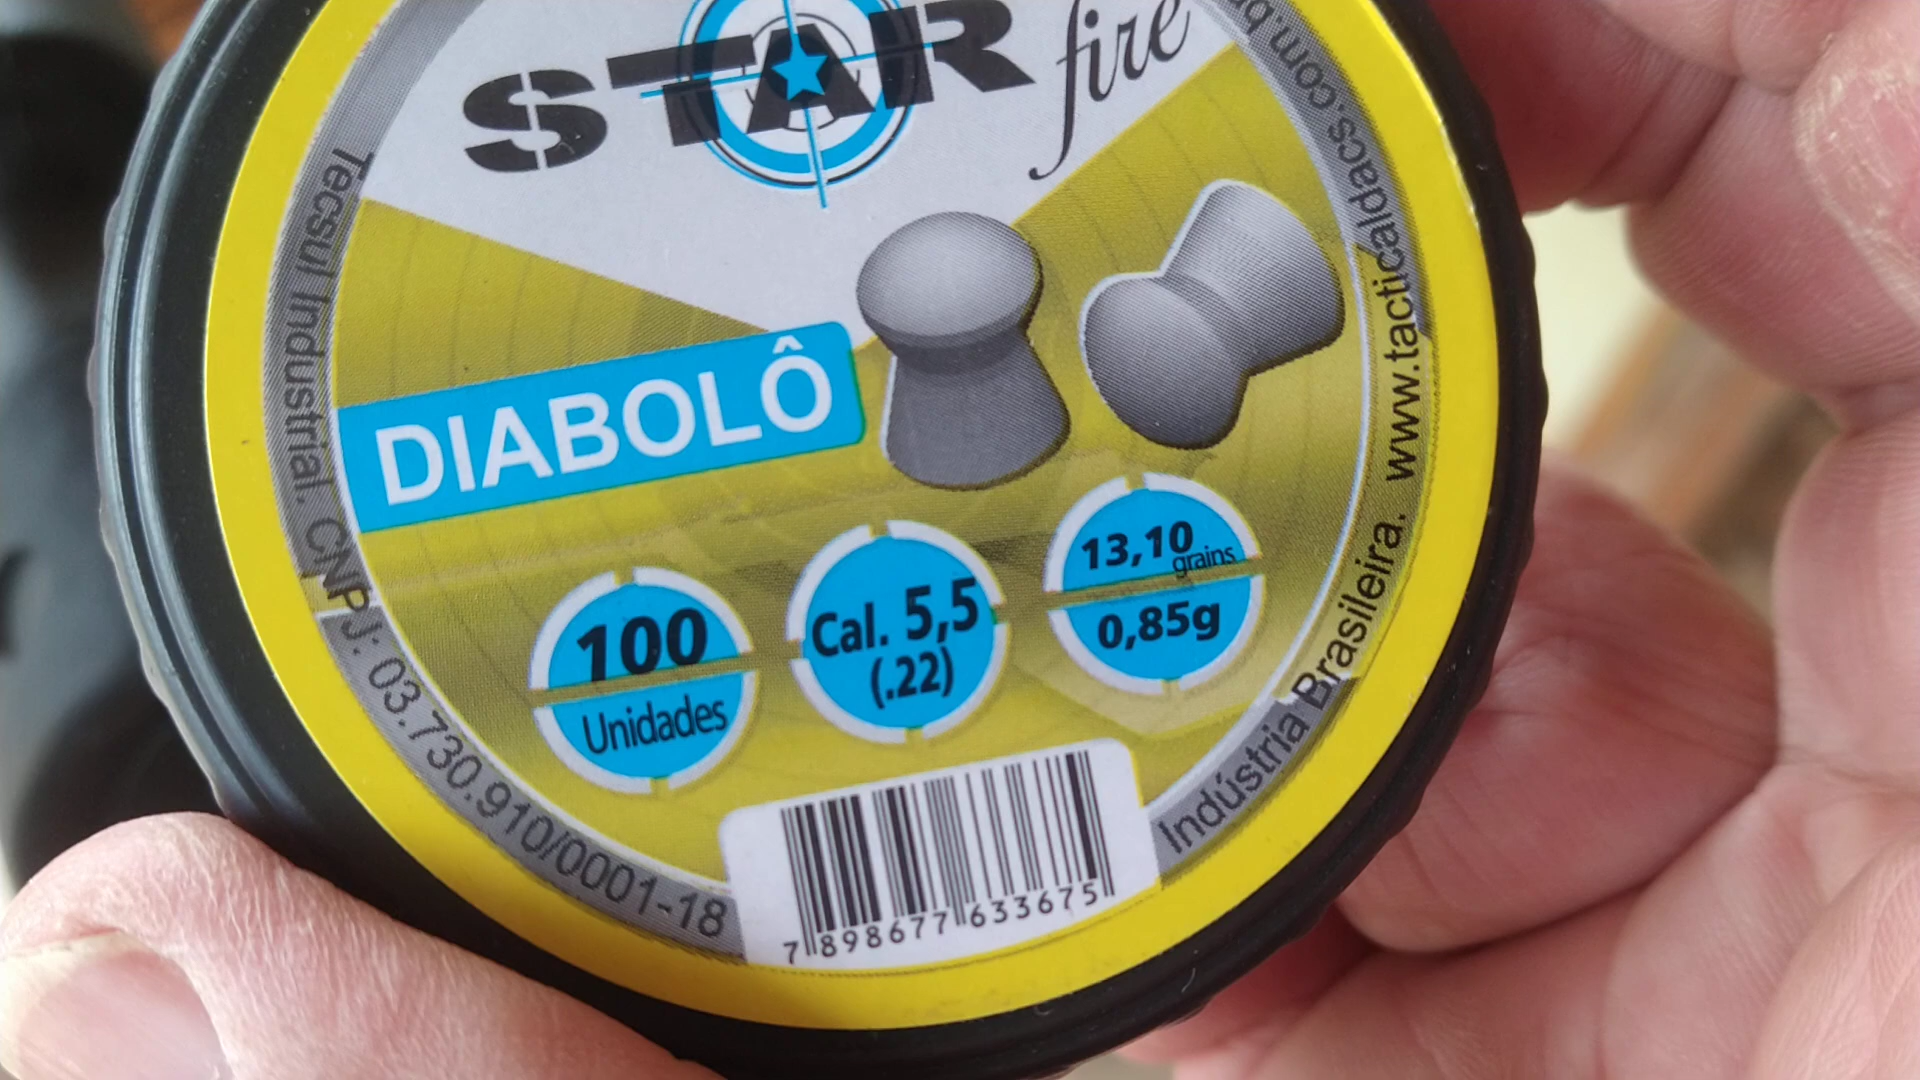 STAR fire
DIABOLÔ
100
Unidades
Cal. 5,5
(.22)
13,10
grains
0,85g
Tecsul Industrial. CNPJ: 03.730.910/0001-18
Indústria Brasileira. www.tacticaldacs.com.b
7 898677 633675